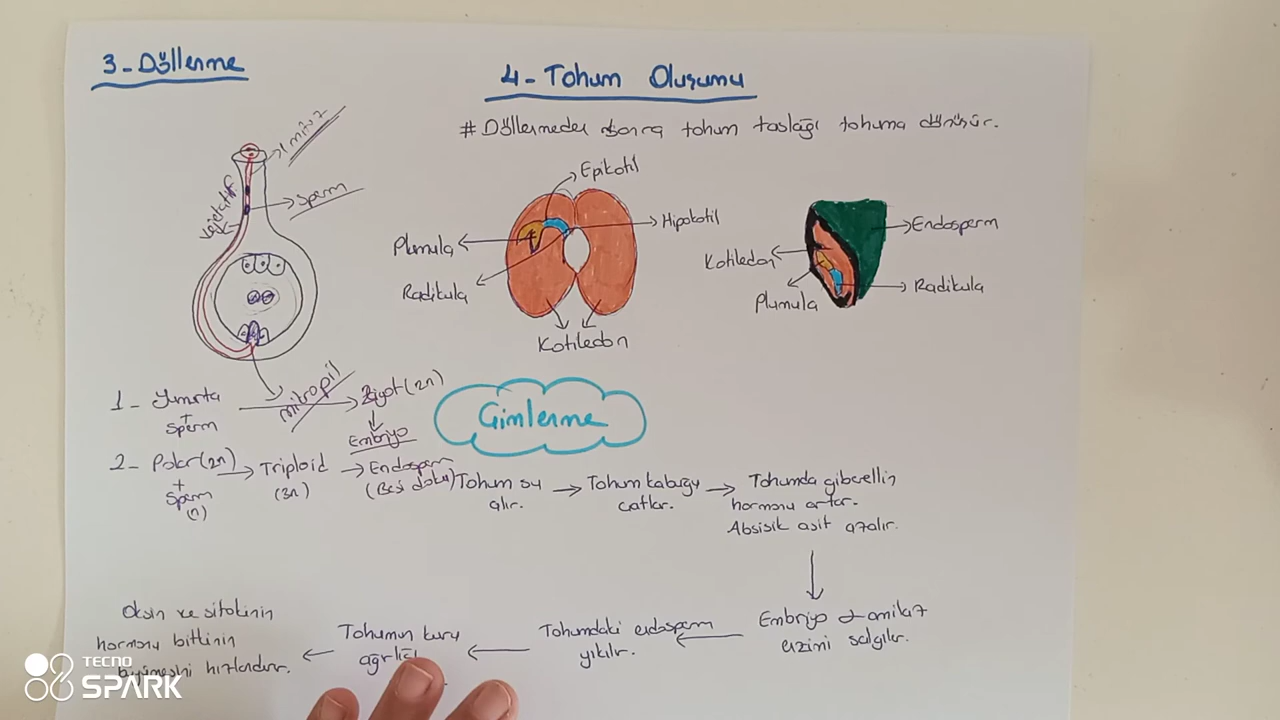 3-Döllenme
4- Tohum Oluşumu
# Döllenmeden sonra tohum taslağı tohuma dönüşür.
1 mitoz
vejetatif
sperm
Epikotil
Hipokotil
Plumula
Radikula
Kotiledon
Endosperm
Kotiledon
Radikula
Plumula
mikropil
1- Yumurta
+
sperm
Zigot (2n)
Embriyo
2- Polar (2n)
+
sperm
(n)
Triploid
(3n)
Endosperm
(Besi doku)
Çimlenme
Tohum su
alır.
Tohum kabuğu
çatlar.
Tohumda giberellin
hormonu artar.
Absisik asit azalır.
Embriyo α amilaz
enzimi salgılar.
Tohumdaki endosperm
yıkılır.
Tohumun kuru
ağırlığı
Oksin ve sitokinin
hormonu bitkinin
büyümesini hızlandırır.
TECNO
SPARK